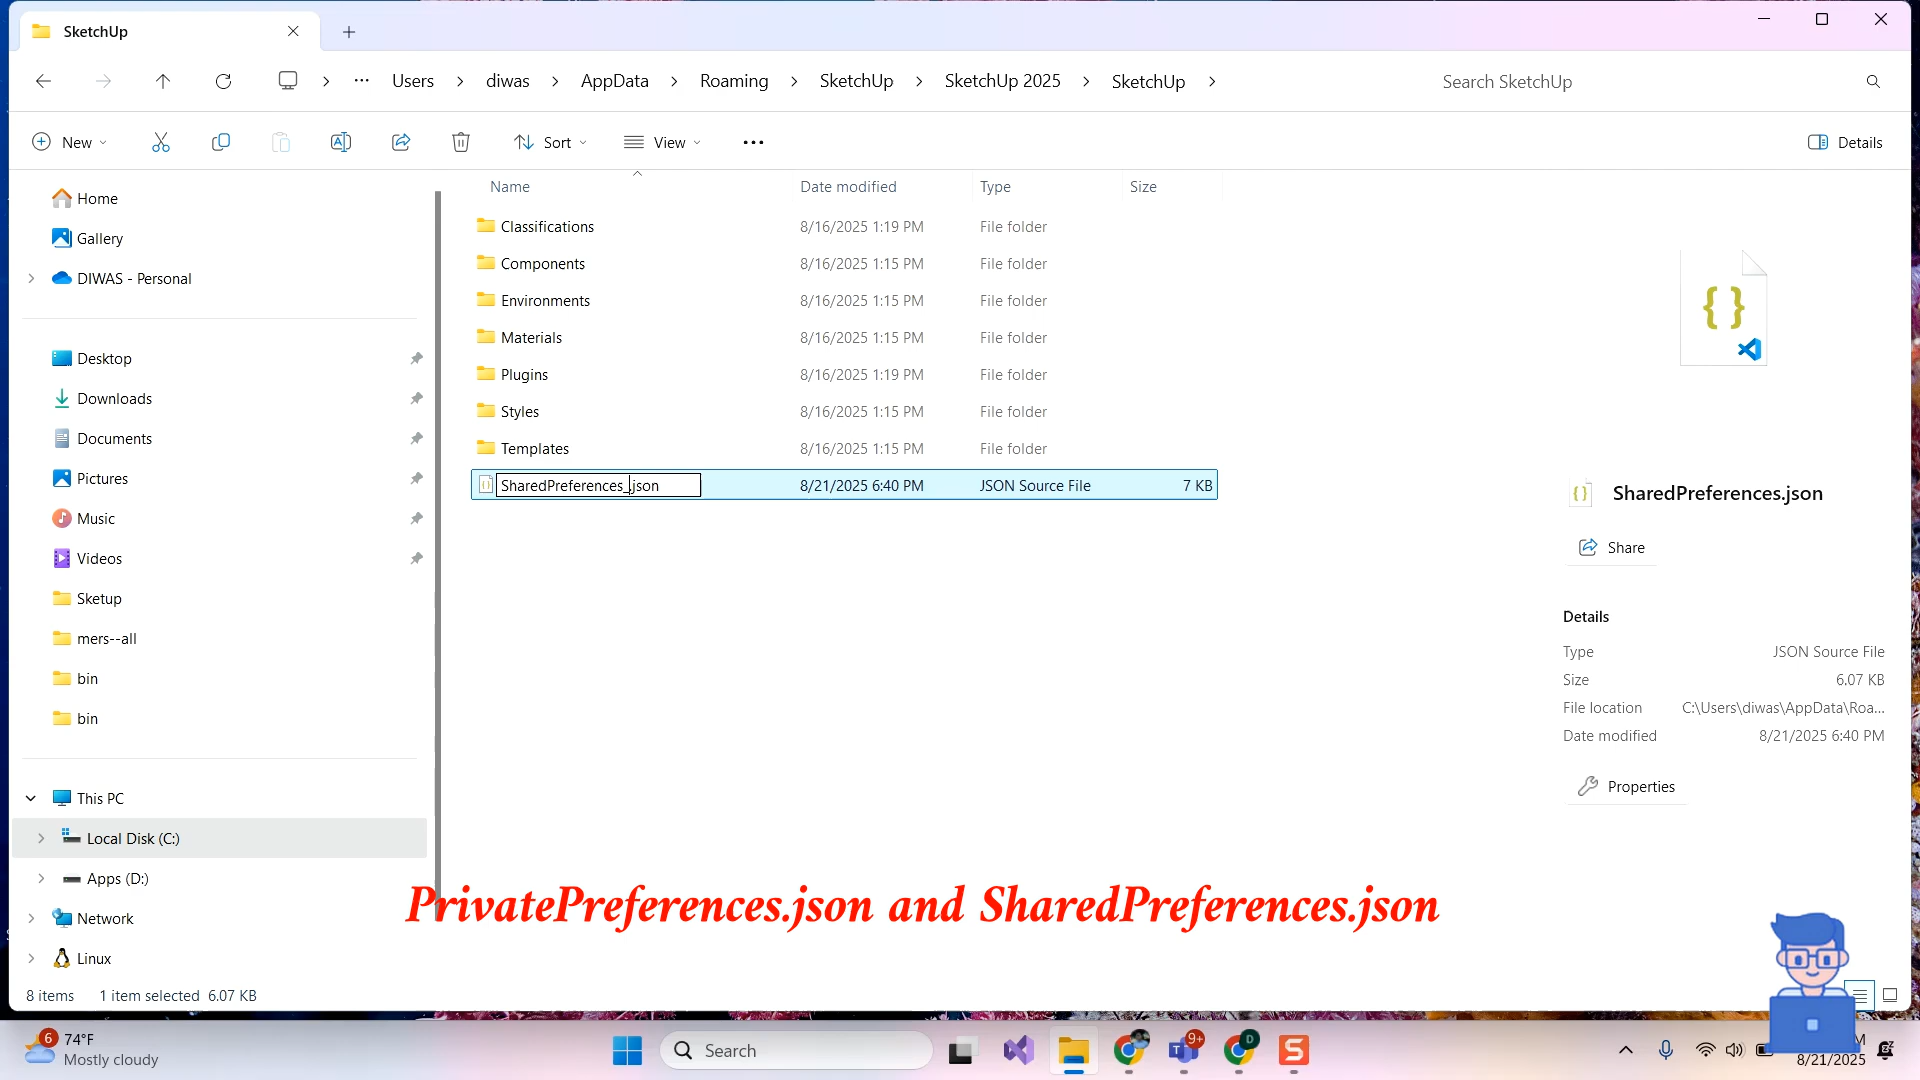 SketchUp
Users > diwas > AppData > Roaming > SketchUp > SketchUp 2025 > SketchUp >
Search SketchUp
New
Sort
View
Details
Name
Date modified
Type
Size
Home
Gallery
DIWAS - Personal
Desktop
Downloads
Documents
Pictures
Music
Videos
Sketup
mers--all
bin
bin
This PC
Local Disk (C:)
Apps (D:)
Network
Linux
Classifications 8/16/2025 1:19 PM File folder
Components 8/16/2025 1:15 PM File folder
Environments 8/16/2025 1:15 PM File folder
Materials 8/16/2025 1:15 PM File folder
Plugins 8/16/2025 1:19 PM File folder
Styles 8/16/2025 1:15 PM File folder
Templates 8/16/2025 1:15 PM File folder
SharedPreferences_.json 8/21/2025 6:40 PM JSON Source File 7 KB
SharedPreferences.json
Share
Details
Type JSON Source File
Size 6.07 KB
File location C:\Users\diwas\AppData\Roa...
Date modified 8/21/2025 6:40 PM
Properties
PrivatePreferences.json and SharedPreferences.json
8 items 1 item selected 6.07 KB
6
74°F
Mostly cloudy
Search
9+
D
8/21/2025